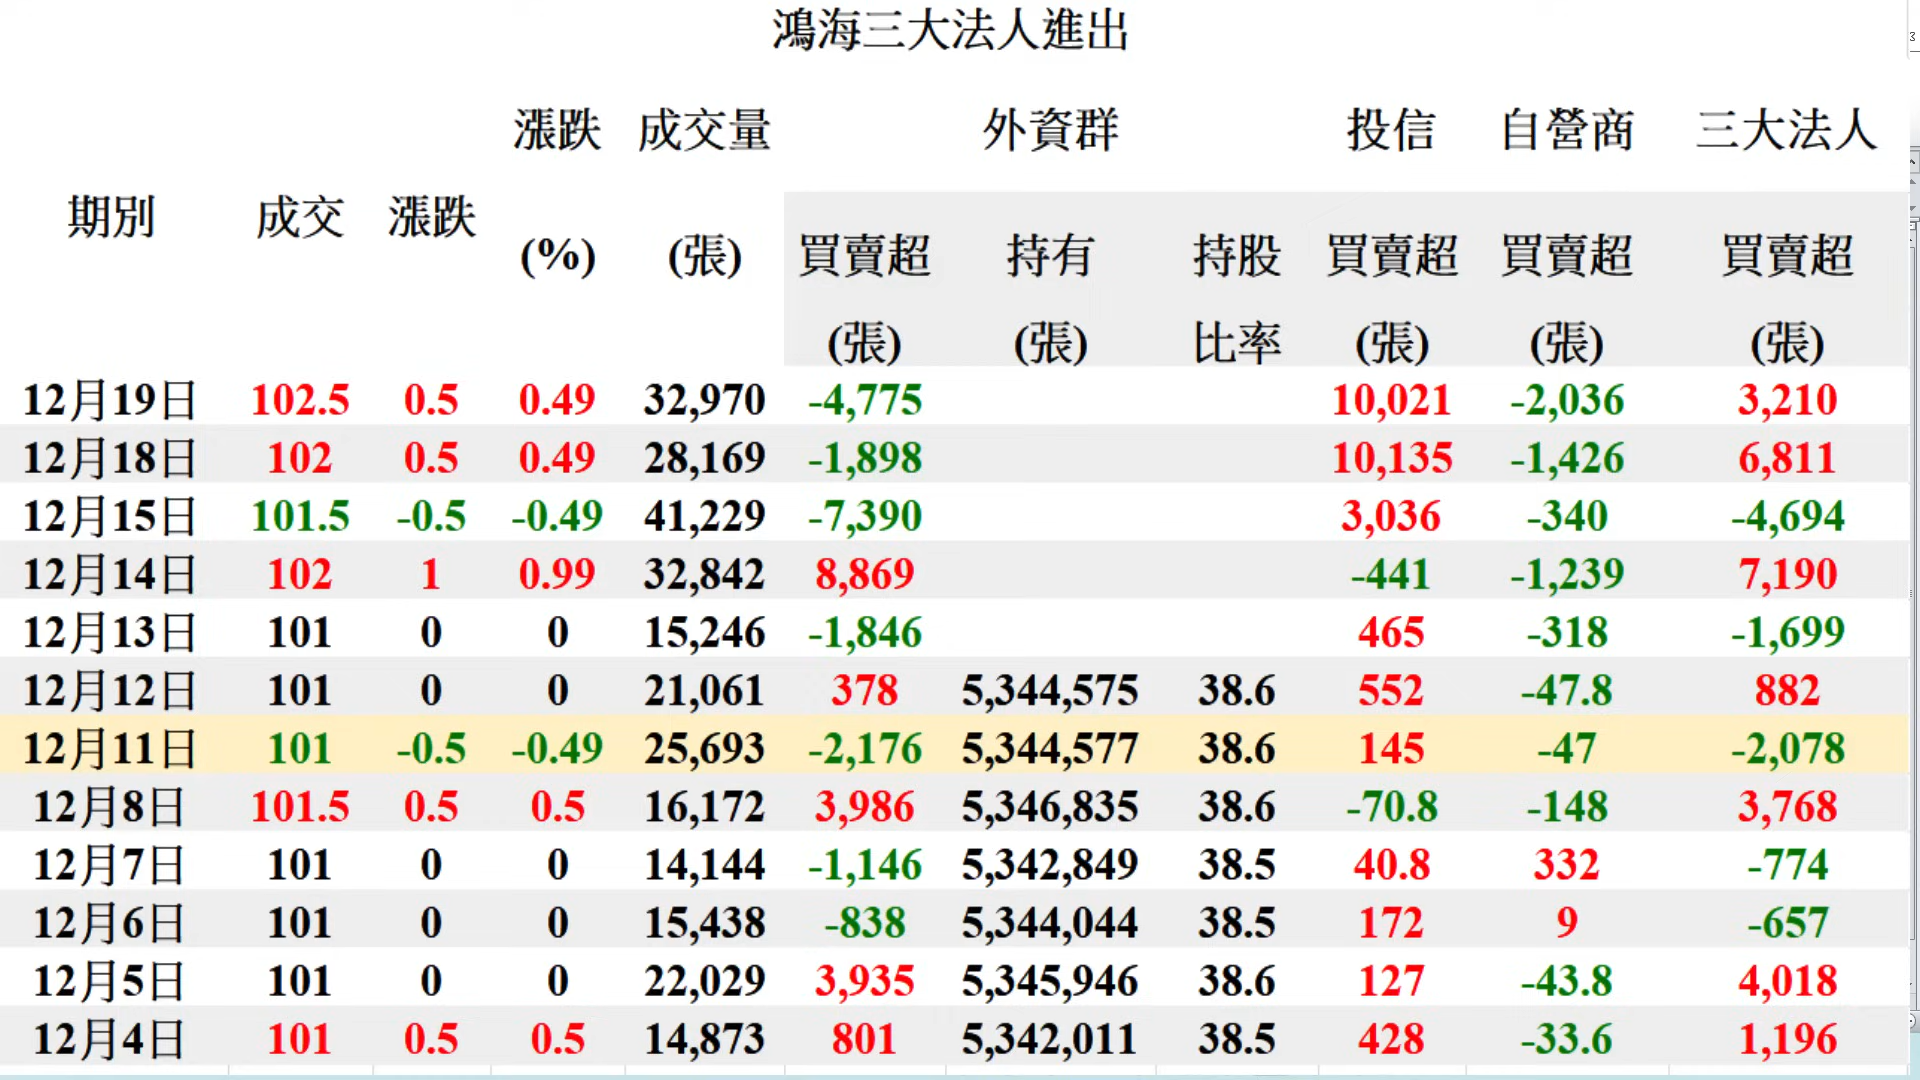 鴻海三大法人進出
漲跌 成交量 外資群 投信 自營商 三大法人
期別 成交 漲跌
(%) (張) 買賣超 持有 持股 買賣超 買賣超 買賣超
(張) (張) 比率 (張) (張) (張)
12月19日 102.5 0.5 0.49 32,970 -4,775 10,021 -2,036 3,210
12月18日 102 0.5 0.49 28,169 -1,898 10,135 -1,426 6,811
12月15日 101.5 -0.5 -0.49 41,229 -7,390 3,036 -340 -4,694
12月14日 102 1 0.99 32,842 8,869 -441 -1,239 7,190
12月13日 101 0 0 15,246 -1,846 465 -318 -1,699
12月12日 101 0 0 21,061 378 5,344,575 38.6 552 -47.8 882
12月11日 101 -0.5 -0.49 25,693 -2,176 5,344,577 38.6 145 -47 -2,078
12月8日 101.5 0.5 0.5 16,172 3,986 5,346,835 38.6 -70.8 -148 3,768
12月7日 101 0 0 14,144 -1,146 5,342,849 38.5 40.8 332 -774
12月6日 101 0 0 15,438 -838 5,344,044 38.5 172 9 -657
12月5日 101 0 0 22,029 3,935 5,345,946 38.6 127 -43.8 4,018
12月4日 101 0.5 0.5 14,873 801 5,342,011 38.5 428 -33.6 1,196